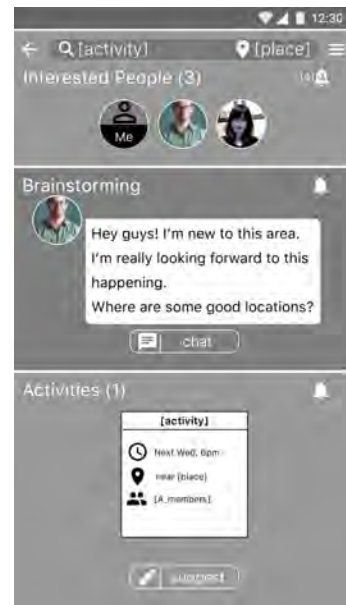 12:30
[activity] [place]
Interested People (3)
(4)
Me
Brainstorming
Hey guys! I'm new to this area.
I'm really looking forward to this
happening.
Where are some good locations?
chat
Activities (1)
[activity]
Next Wed, 6pm
near [place]
[A_members]
suggest